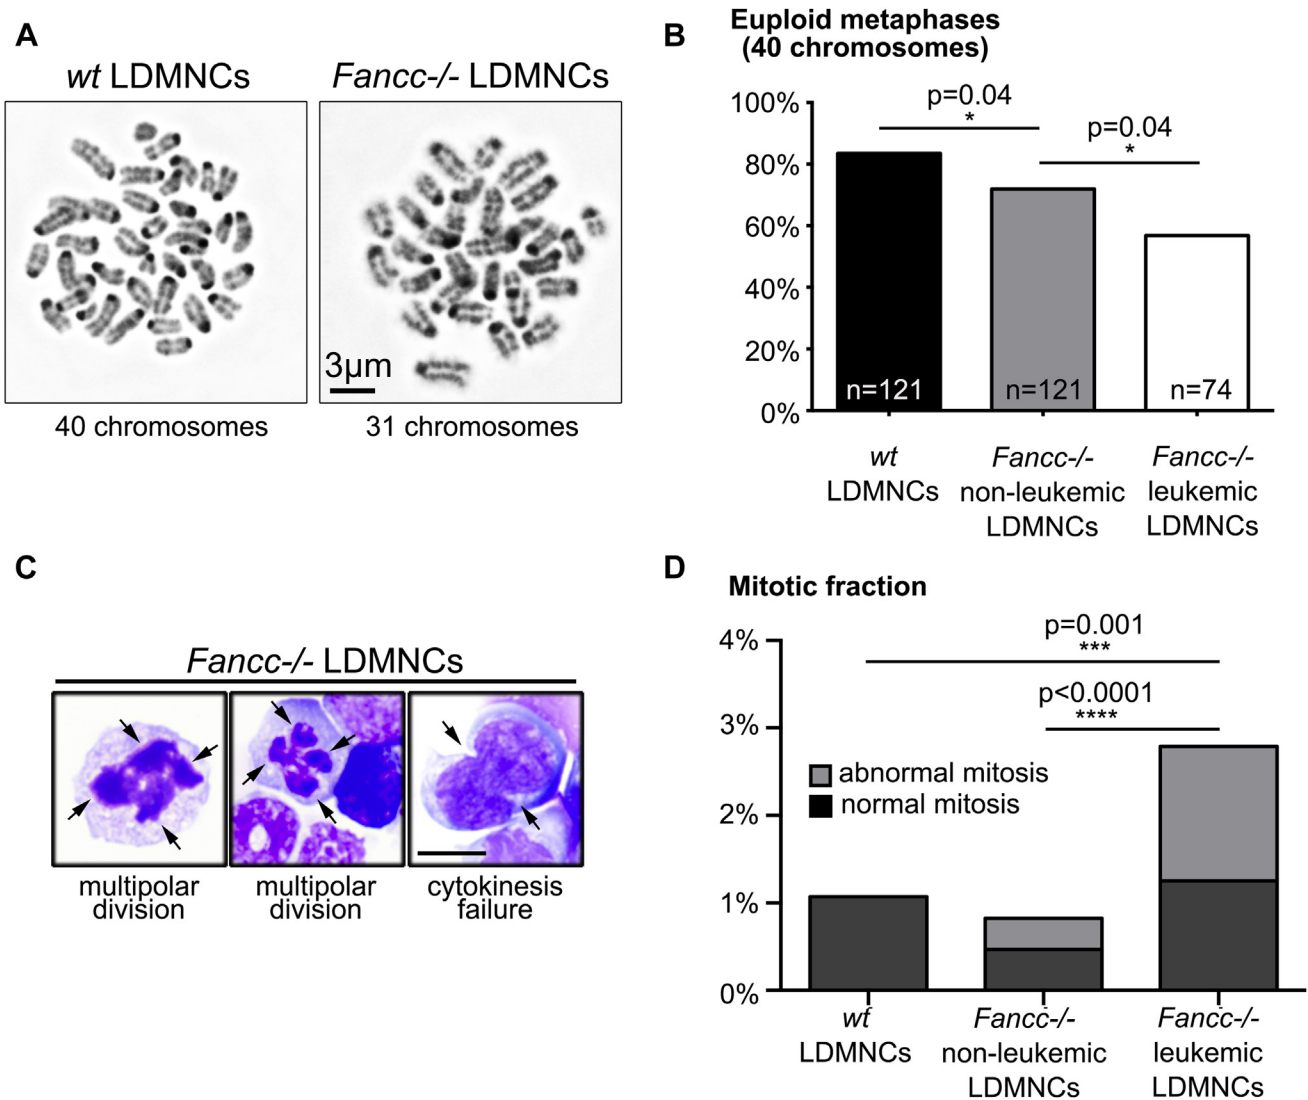 A
wt LDMNCs
Fancc-/- LDMNCs
3µm
40 chromosomes
31 chromosomes
B
Euploid metaphases
(40 chromosomes)
100%
80%
60%
40%
20%
0%
p=0.04
*
p=0.04
*
n=121
n=121
n=74
wt
LDMNCs
Fancc-/-
non-leukemic
LDMNCs
Fancc-/-
leukemic
LDMNCs
C
Fancc-/- LDMNCs
multipolar
division
multipolar
division
cytokinesis
failure
D
Mitotic fraction
4%
3%
2%
1%
0%
p=0.001
***
p<0.0001
****
abnormal mitosis
normal mitosis
wt
LDMNCs
Fancc-/-
non-leukemic
LDMNCs
Fancc-/-
leukemic
LDMNCs